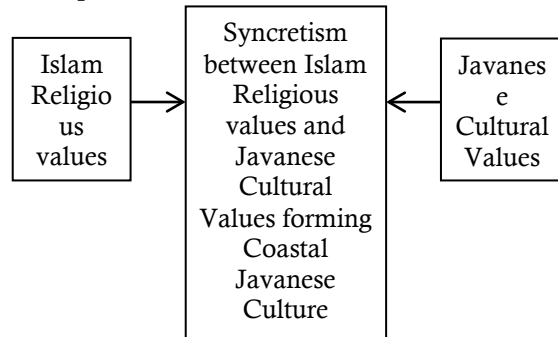 Islam
Religio
us
values
Syncretism
between Islam
Religious
values and
Javanese
Cultural
Values forming
Coastal
Javanese
Culture
Javanes
e
Cultural
Values